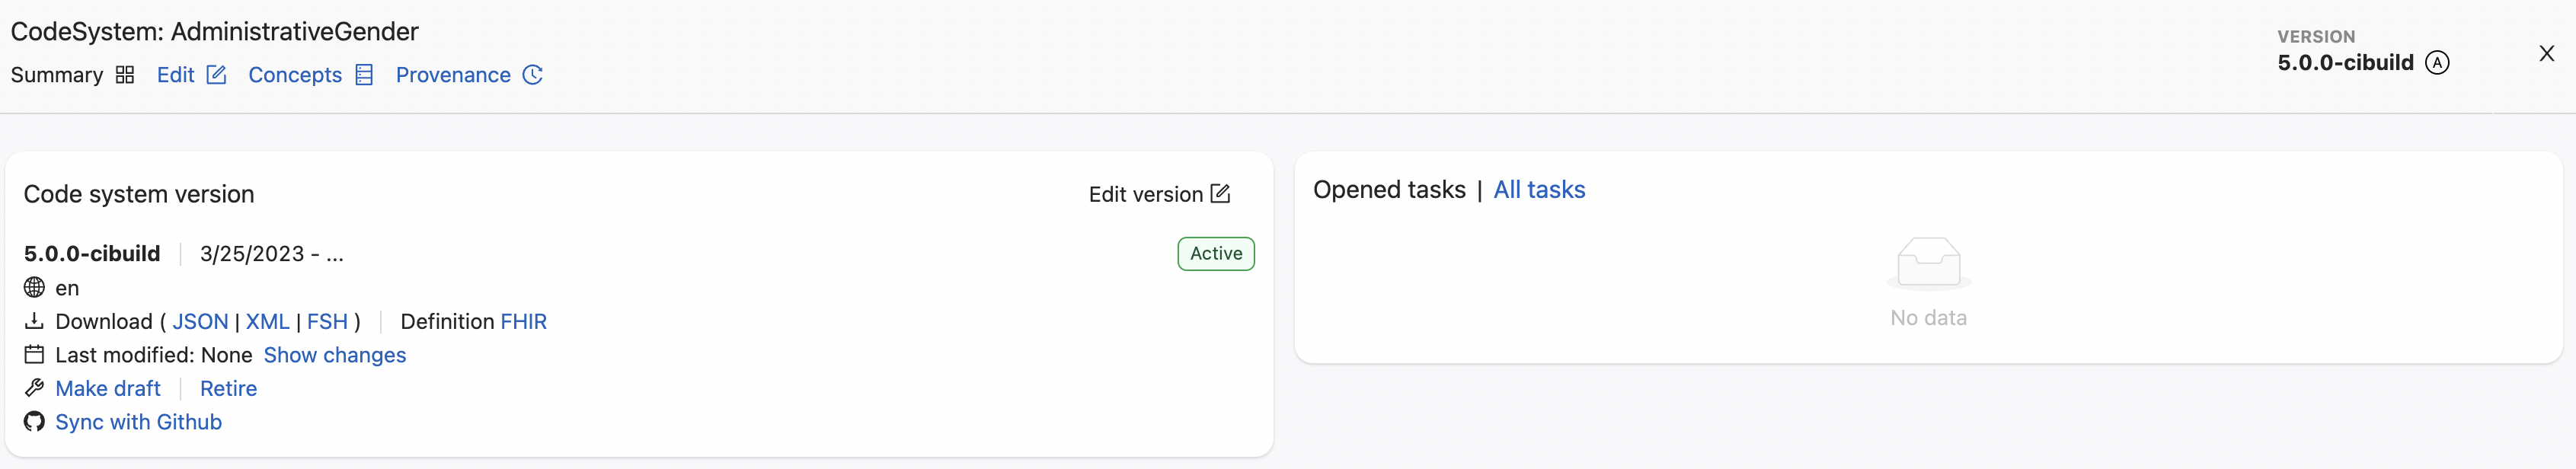 CodeSystem: AdministrativeGender
Summary Edit Concepts Provenance
VERSION
5.0.0-cibuild A
X
Code system version Edit version
5.0.0-cibuild | 3/25/2023 - ... Active
en
Download ( JSON | XML | FSH ) | Definition FHIR
Last modified: None Show changes
Make draft | Retire
Sync with Github
Opened tasks | All tasks
No data